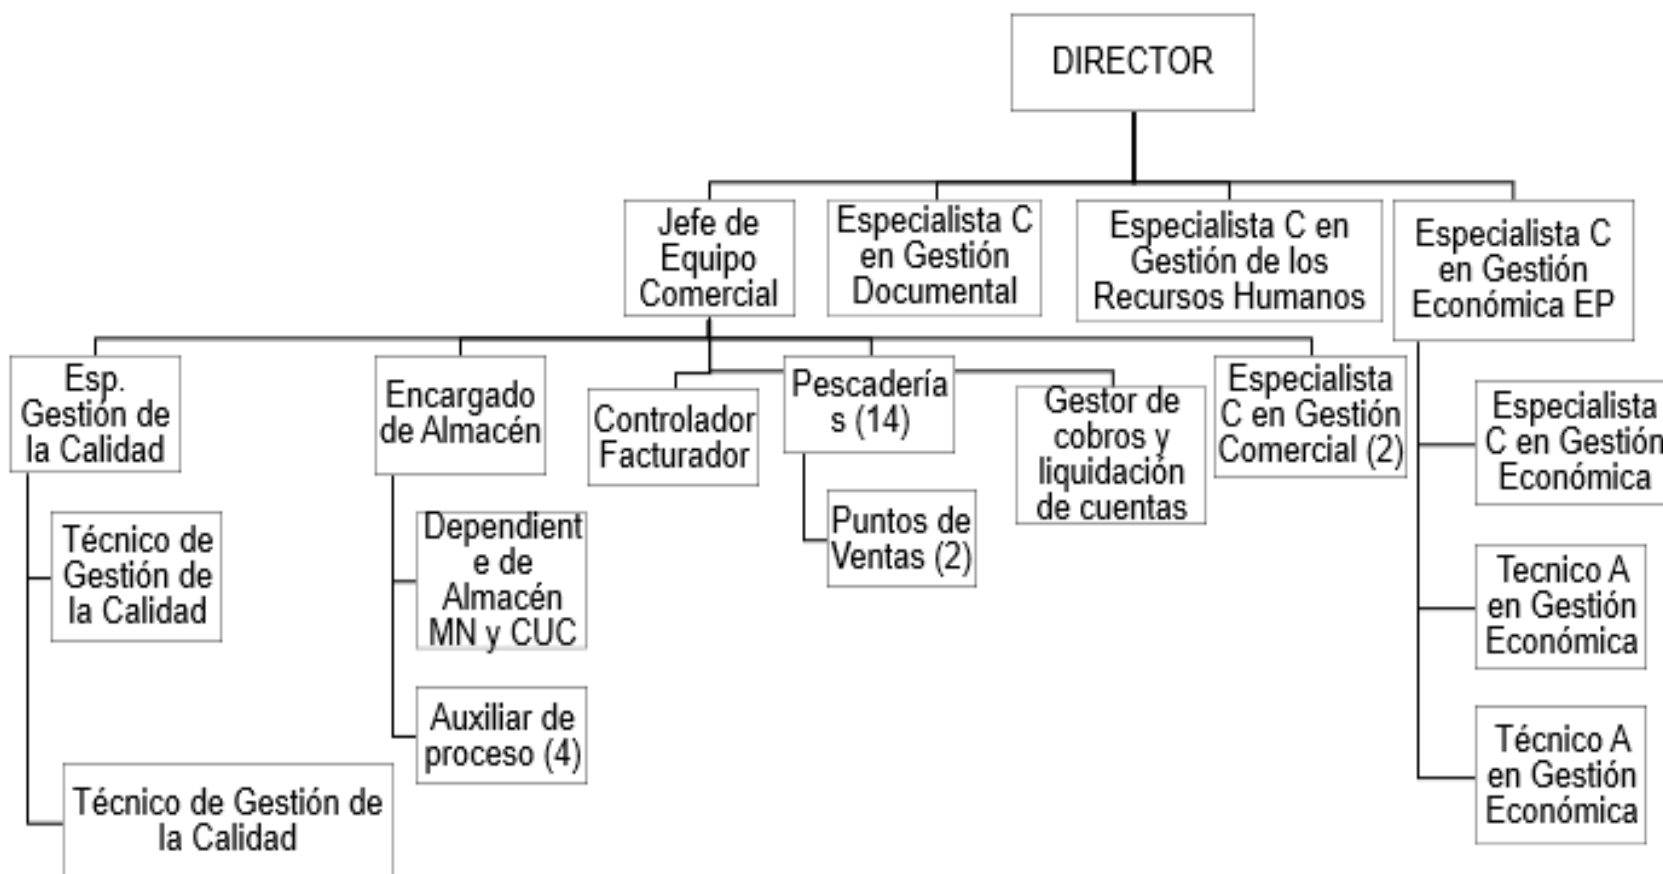 DIRECTOR
Jefe de
Equipo
Comercial
Especialista C
en Gestión
Documental
Especialista C en
Gestión de los
Recursos Humanos
Especialista C
en Gestión
Económica EP
Esp.
Gestión de
la Calidad
Encargado
de Almacén
Controlador
Facturador
Pescadería
s (14)
Gestor de
cobros y
liquidación
de cuentas
Especialista
C en Gestión
Comercial (2)
Especialista
C en Gestión
Económica
Técnico de
Gestión de
la Calidad
Dependient
e de
Almacén
MN y CUC
Puntos de
Ventas (2)
Tecnico A
en Gestión
Económica
Auxiliar de
proceso (4)
Técnico A
en Gestión
Económica
Técnico de Gestión de
la Calidad